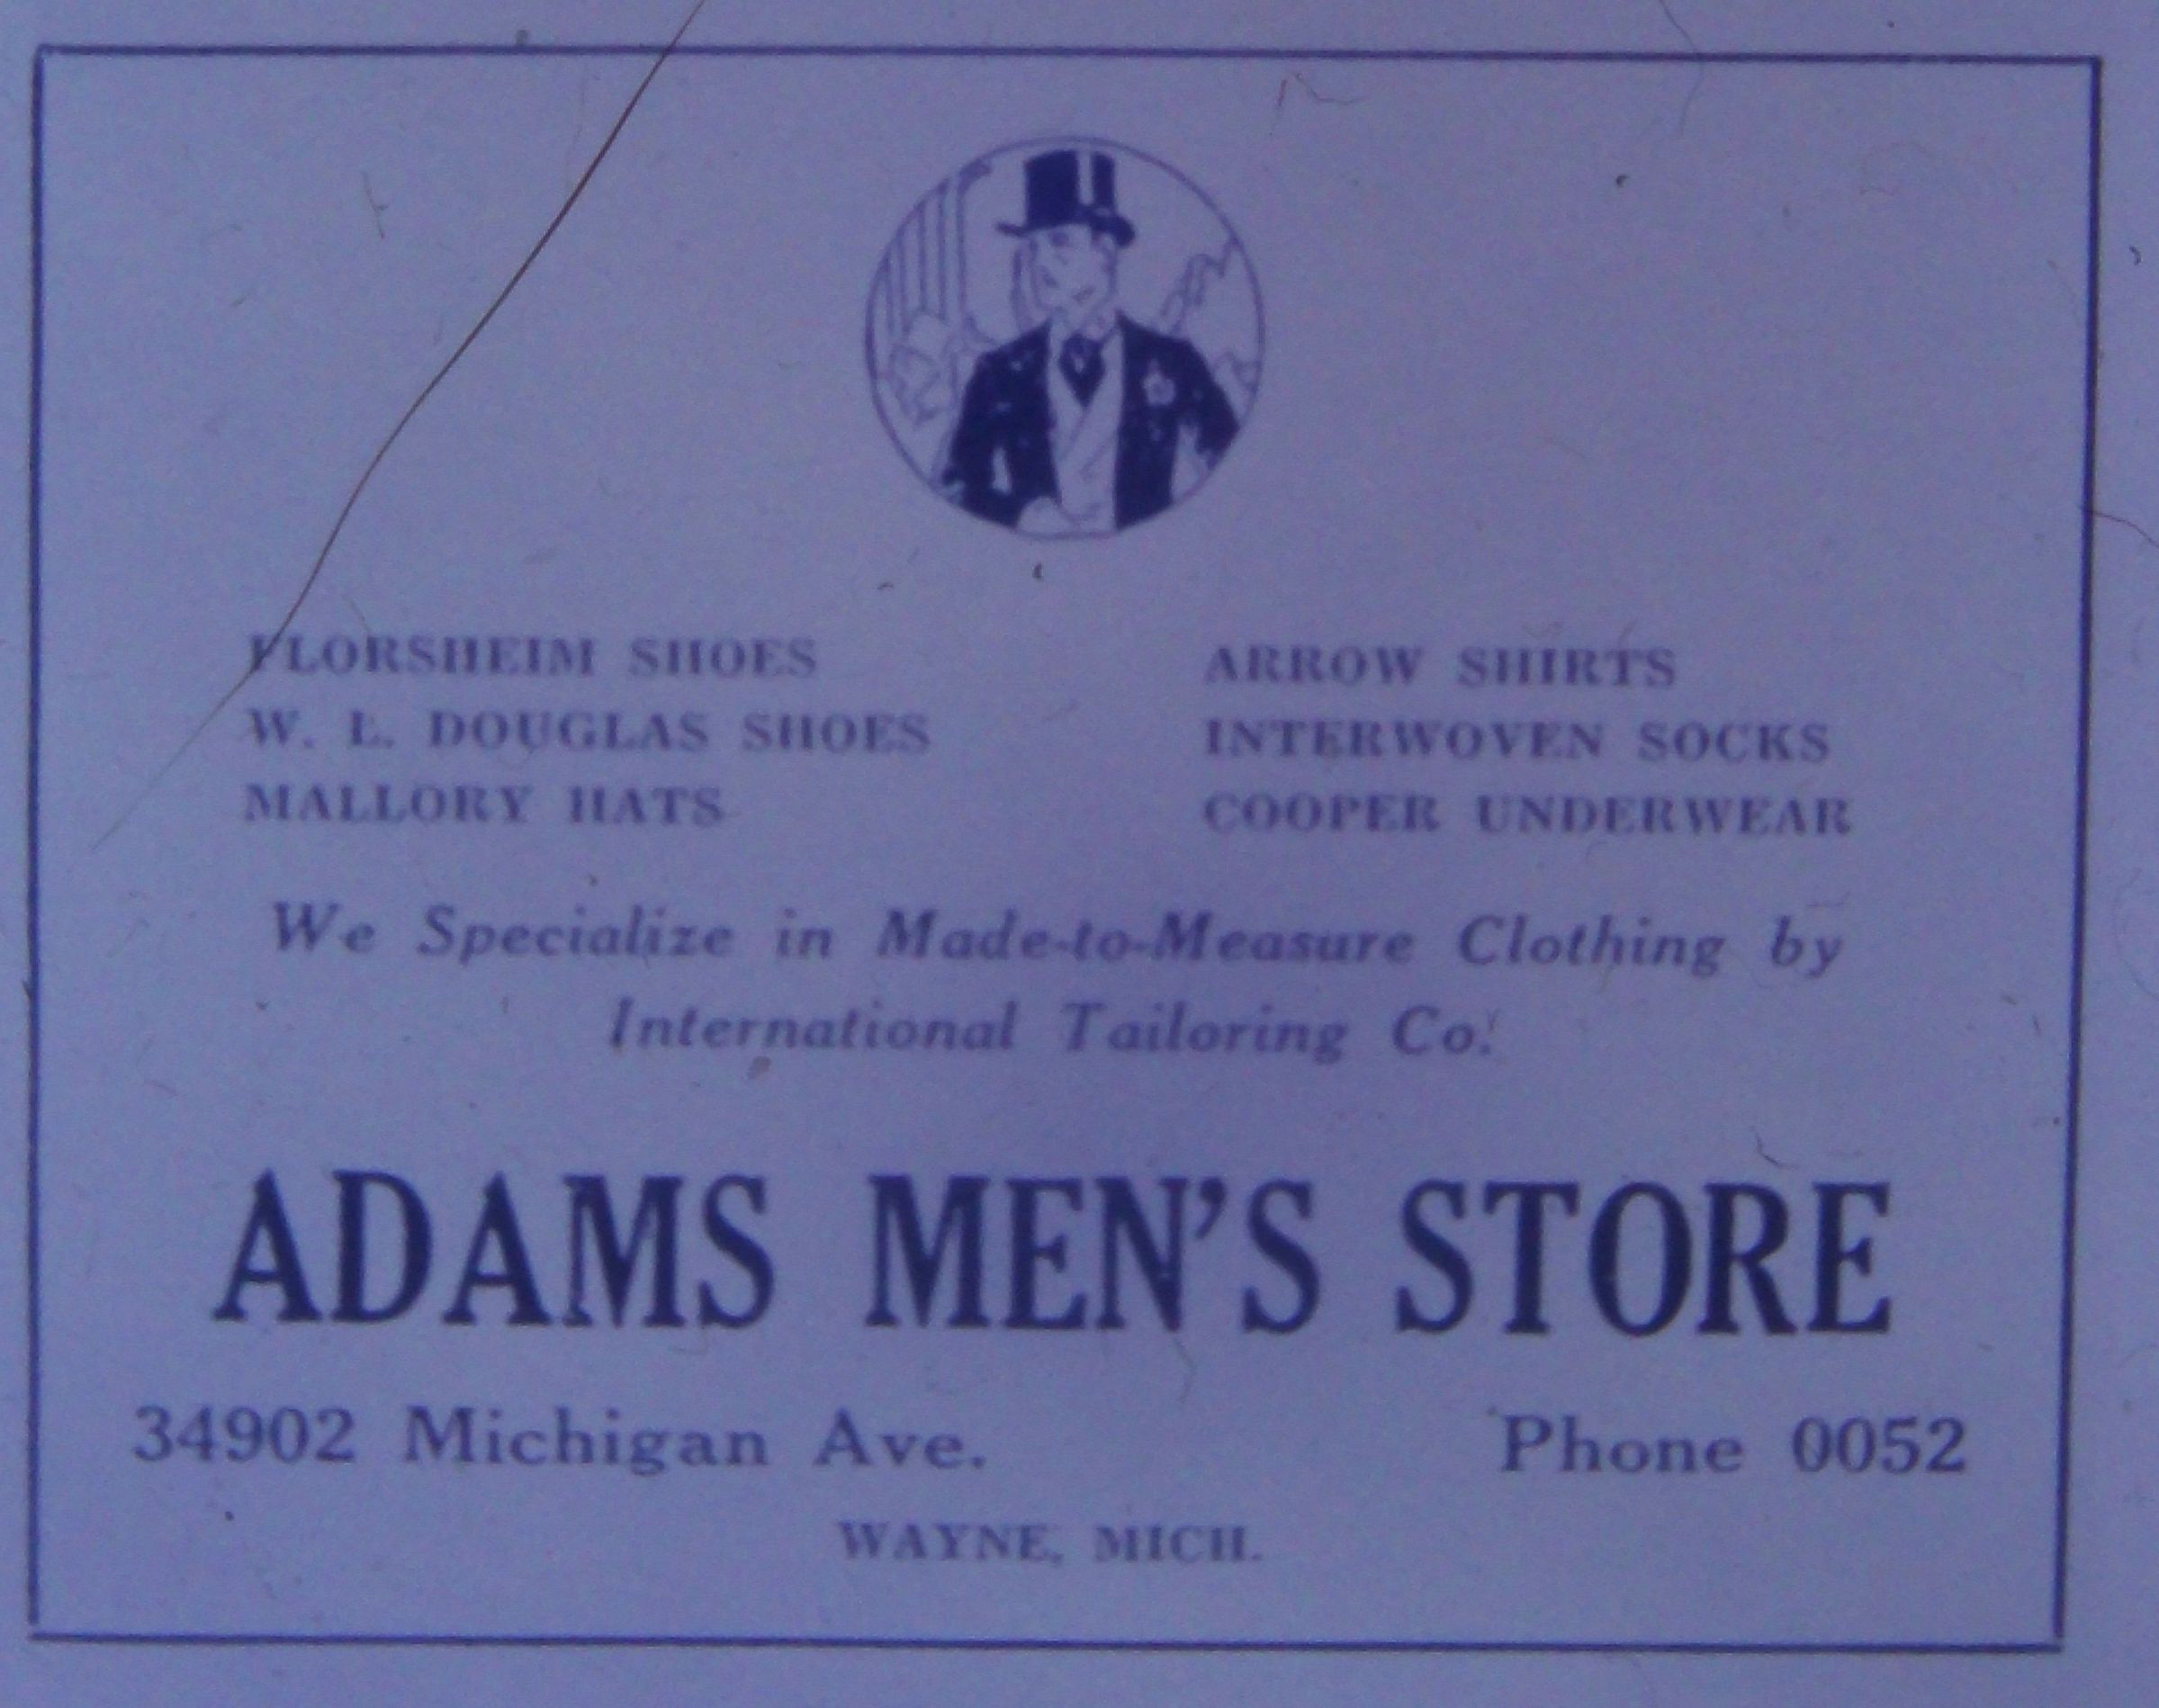 FLORSHEIM SHOES
W. L. DOUGLAS SHOES
MALLORY HATS
ARROW SHIRTS
INTERWOVEN SOCKS
COOPER UNDERWEAR
We Specialize in Made-to-Measure Clothing by
International Tailoring Co.
ADAMS MEN'S STORE
34902 Michigan Ave.
Phone 0052
WAYNE, MICH.